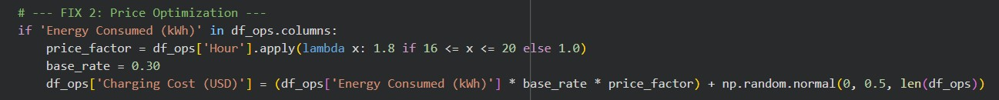 # --- FIX 2: Price Optimization ---
if 'Energy Consumed (kWh)' in df_ops.columns:
    price_factor = df_ops['Hour'].apply(lambda x: 1.8 if 16 <= x <= 20 else 1.0)
    base_rate = 0.30
    df_ops['Charging Cost (USD)'] = (df_ops['Energy Consumed (kWh)'] * base_rate * price_factor) + np.random.normal(0, 0.5, len(df_ops))